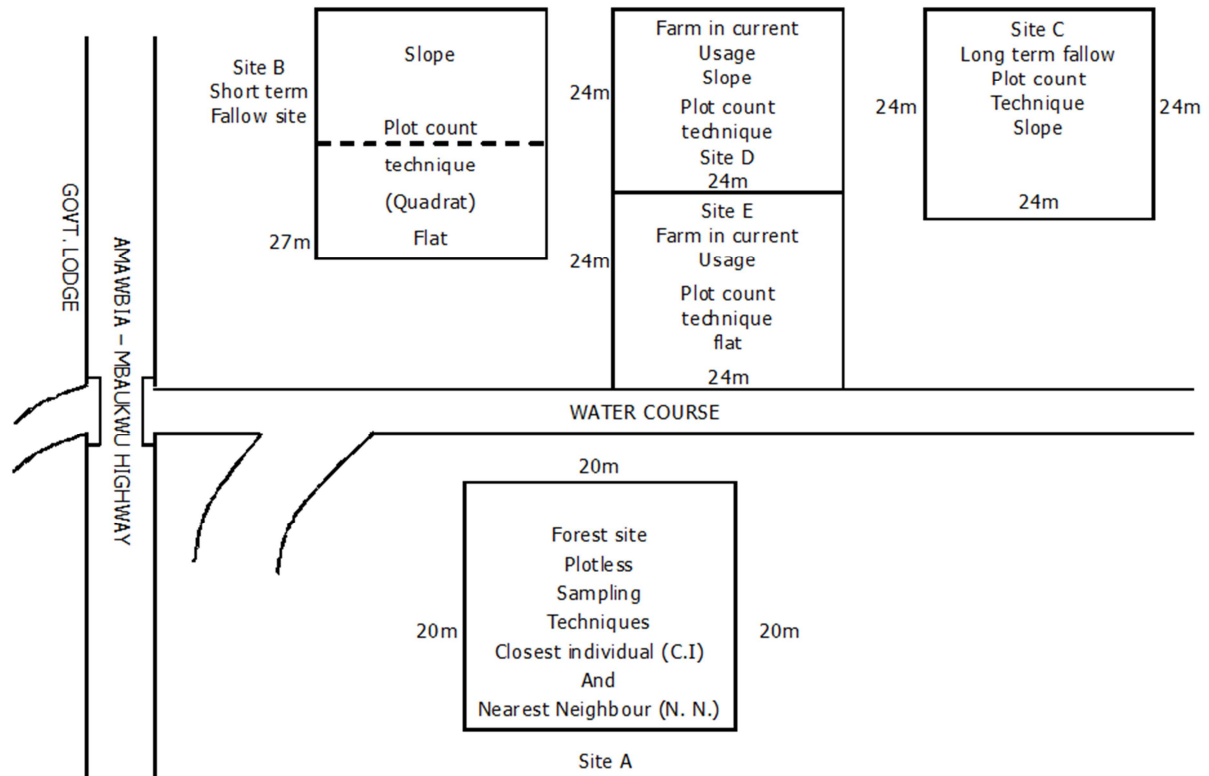 GOVT. LODGE
AMAWBIA – MBAUKWU HIGHWAY
Site B
Short term
Fallow site
Slope
Plot count
technique
(Quadrat)
Flat
27m
24m
Farm in current
Usage
Slope
Plot count
technique
Site D
24m
24m
Site E
Farm in current
Usage
Plot count
technique
flat
24m
24m
Site C
Long term fallow
Plot count
Technique
Slope
24m
24m
WATER COURSE
20m
20m
Forest site
Plotless
Sampling
Techniques
Closest individual (C.I)
And
Nearest Neighbour (N. N.)
20m
Site A